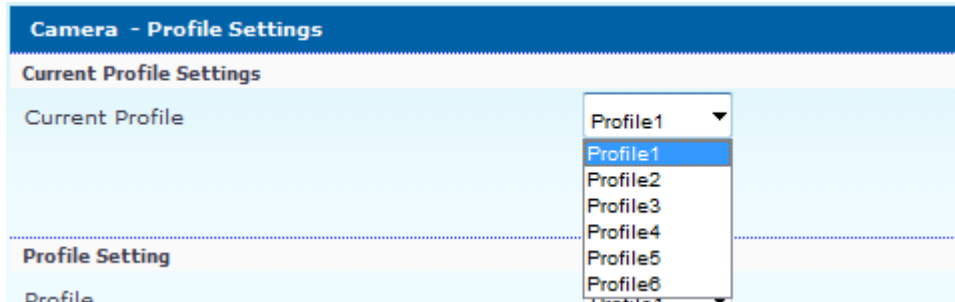 Camera - Profile Settings
Current Profile Settings
Current Profile
Profile1
Profile1
Profile2
Profile3
Profile4
Profile5
Profile6
Profile Setting
Profile